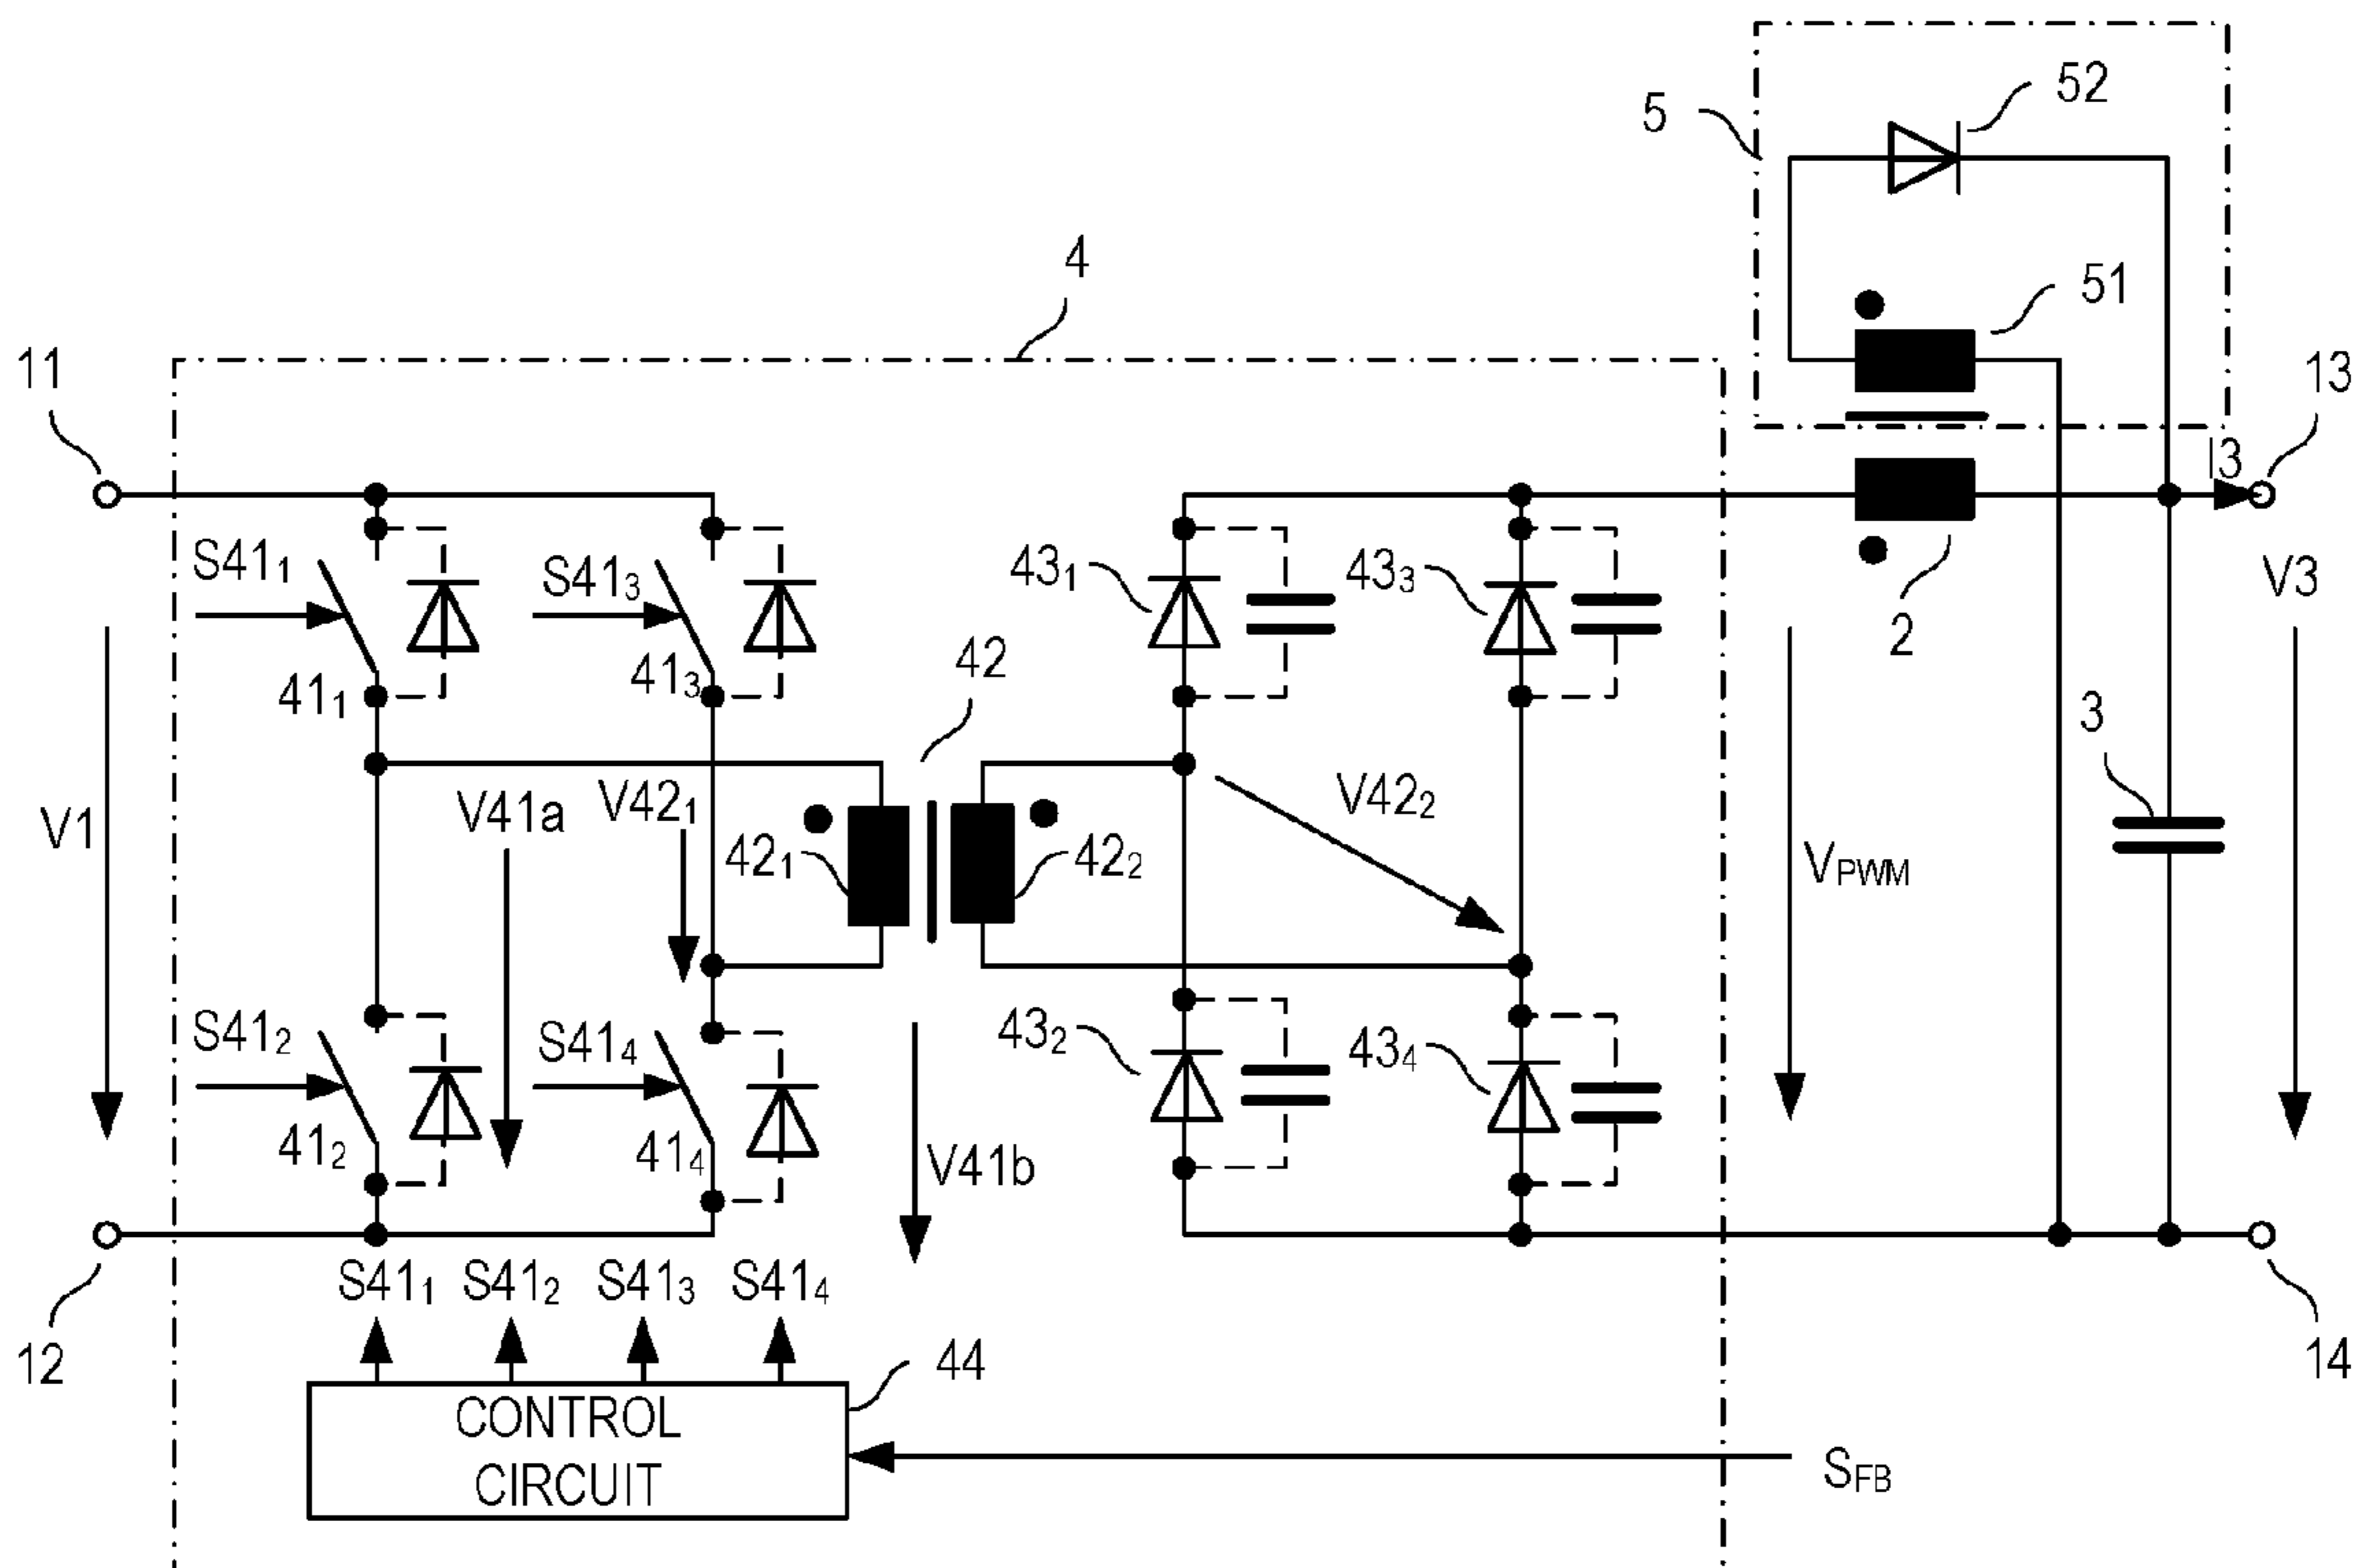 52
5
4
51
11
13
I3
S41₁
S41₃
43₁
43₃
V3
2
41₁
41₃
42
3
V1
V41a
V42₁
V42₂
42₁
42₂
V_PWM
S41₂
S41₄
43₂
43₄
41₂
41₄
V41b
S41₁ S41₂ S41₃ S41₄
12
44
14
CONTROL
CIRCUIT
S_FB